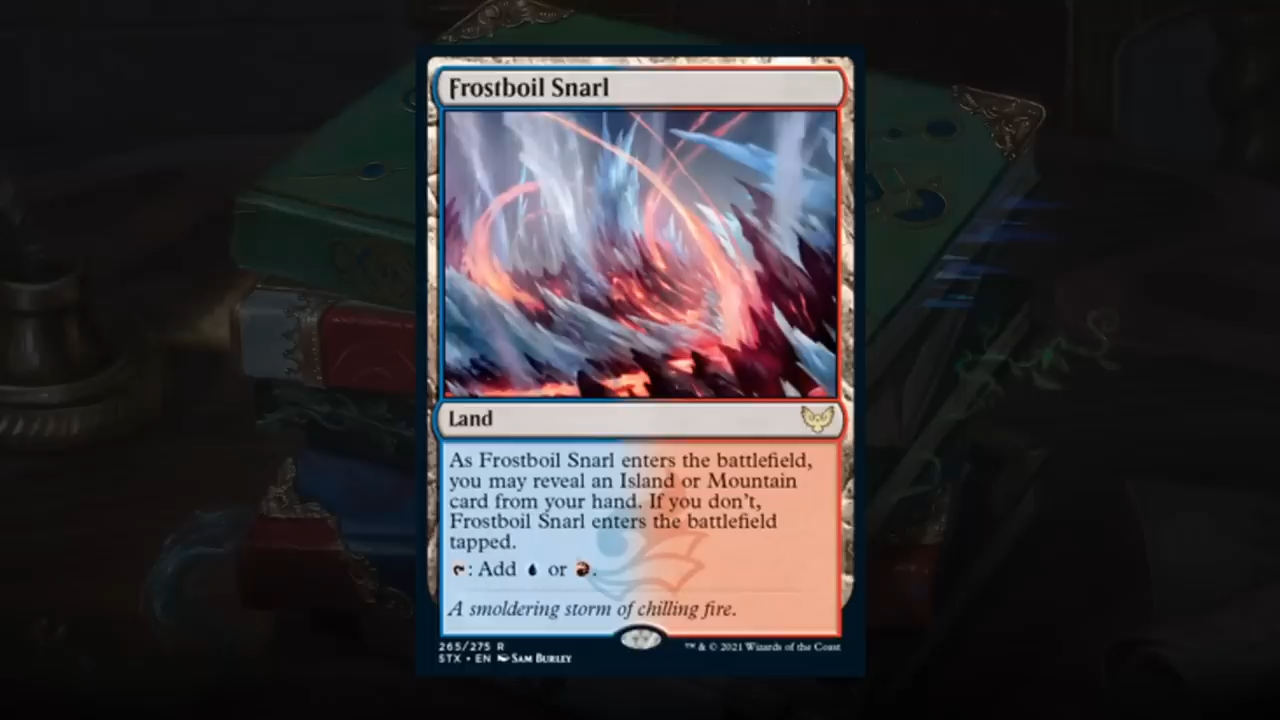 Frostboil Snarl
Land
As Frostboil Snarl enters the battlefield,
you may reveal an Island or Mountain
card from your hand. If you don't,
Frostboil Snarl enters the battlefield
tapped.
: Add or .
A smoldering storm of chilling fire.
265/275 R
STX • EN Sam Burley
™ & © 2021 Wizards of the Coast